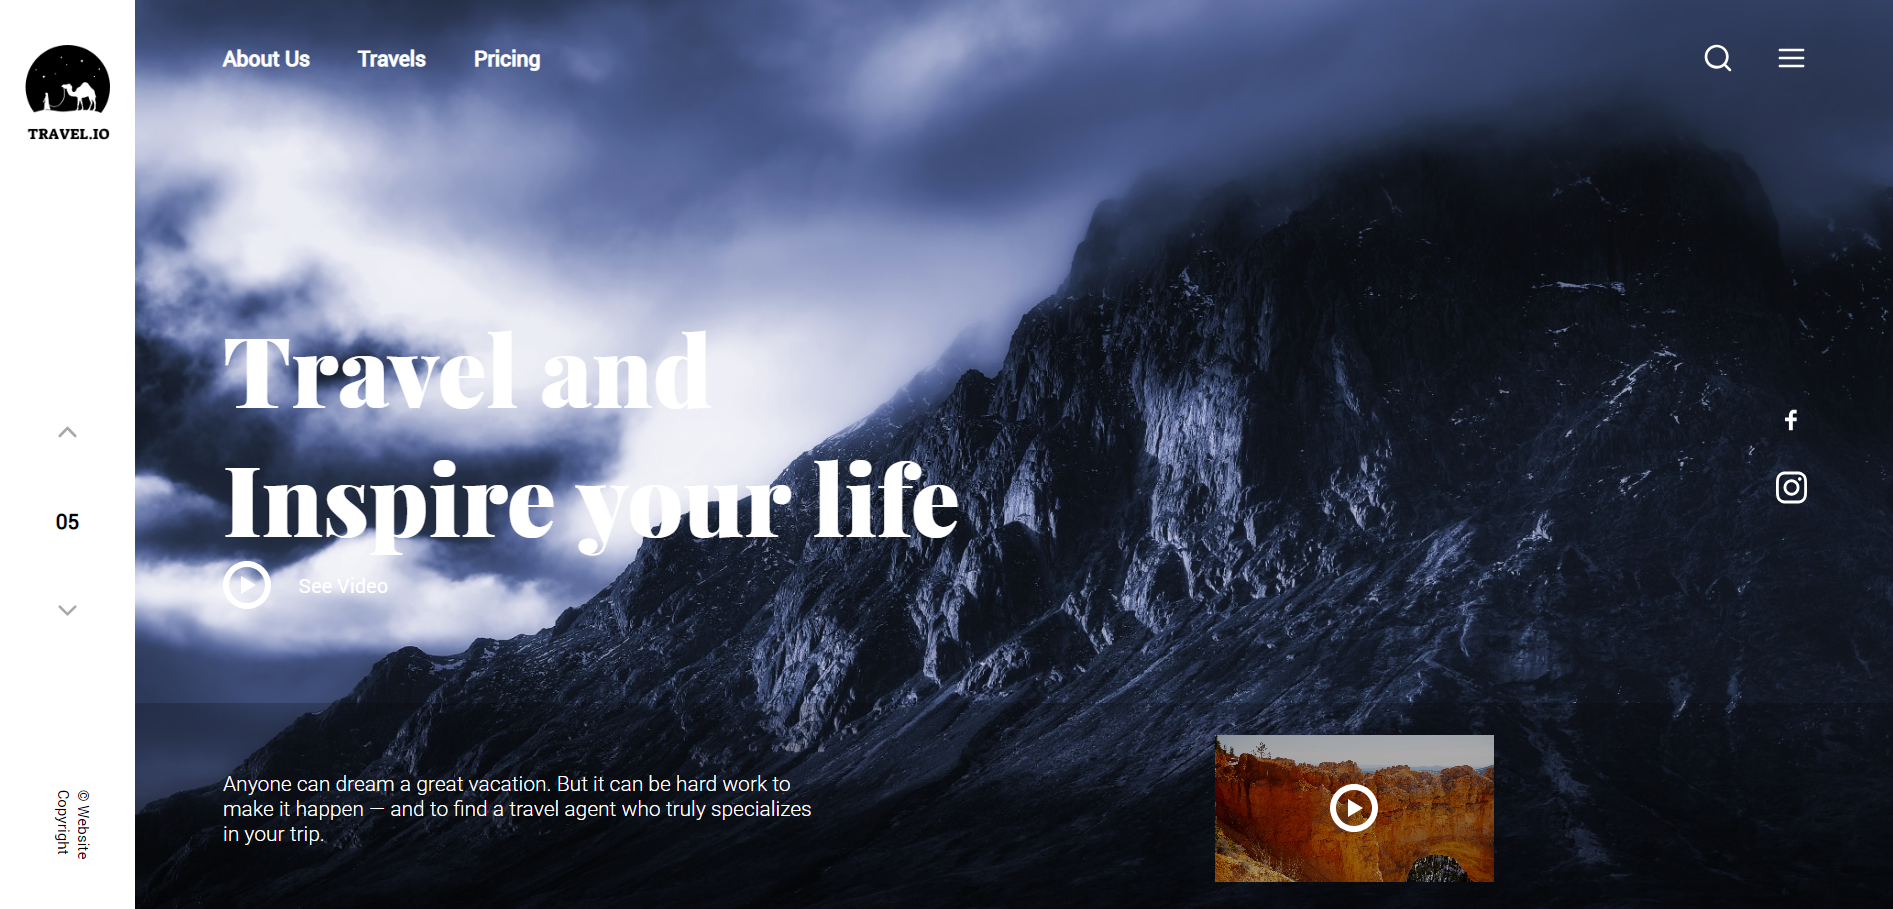 TRAVEL.IO
About Us
Travels
Pricing
Travel and
Inspire your life
See Video
05
Anyone can dream a great vacation. But it can be hard work to
make it happen — and to find a travel agent who truly specializes
in your trip.
© Website
Copyright